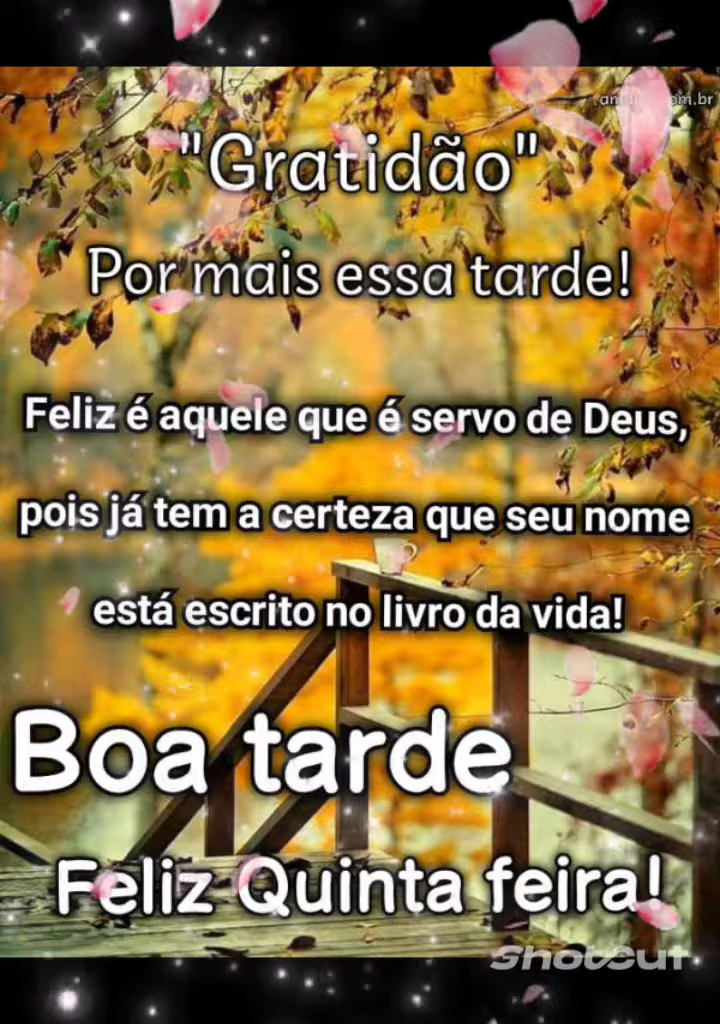 "Gratidão"
Por mais essa tarde!
Feliz é aquele que é servo de Deus,
pois já tem a certeza que seu nome
está escrito no livro da vida!
Boa tarde
Feliz Quinta feira!
ShotCut